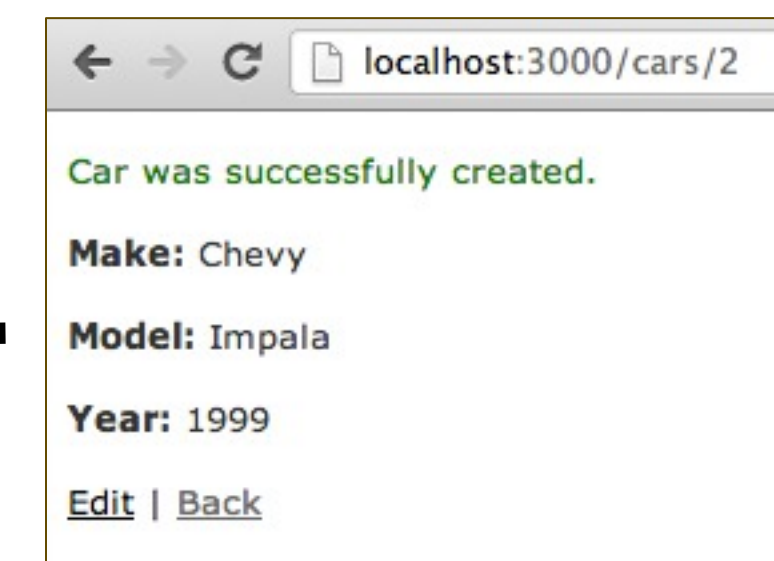 localhost:3000/cars/2
Car was successfully created.
Make: Chevy
Model: Impala
Year: 1999
Edit | Back